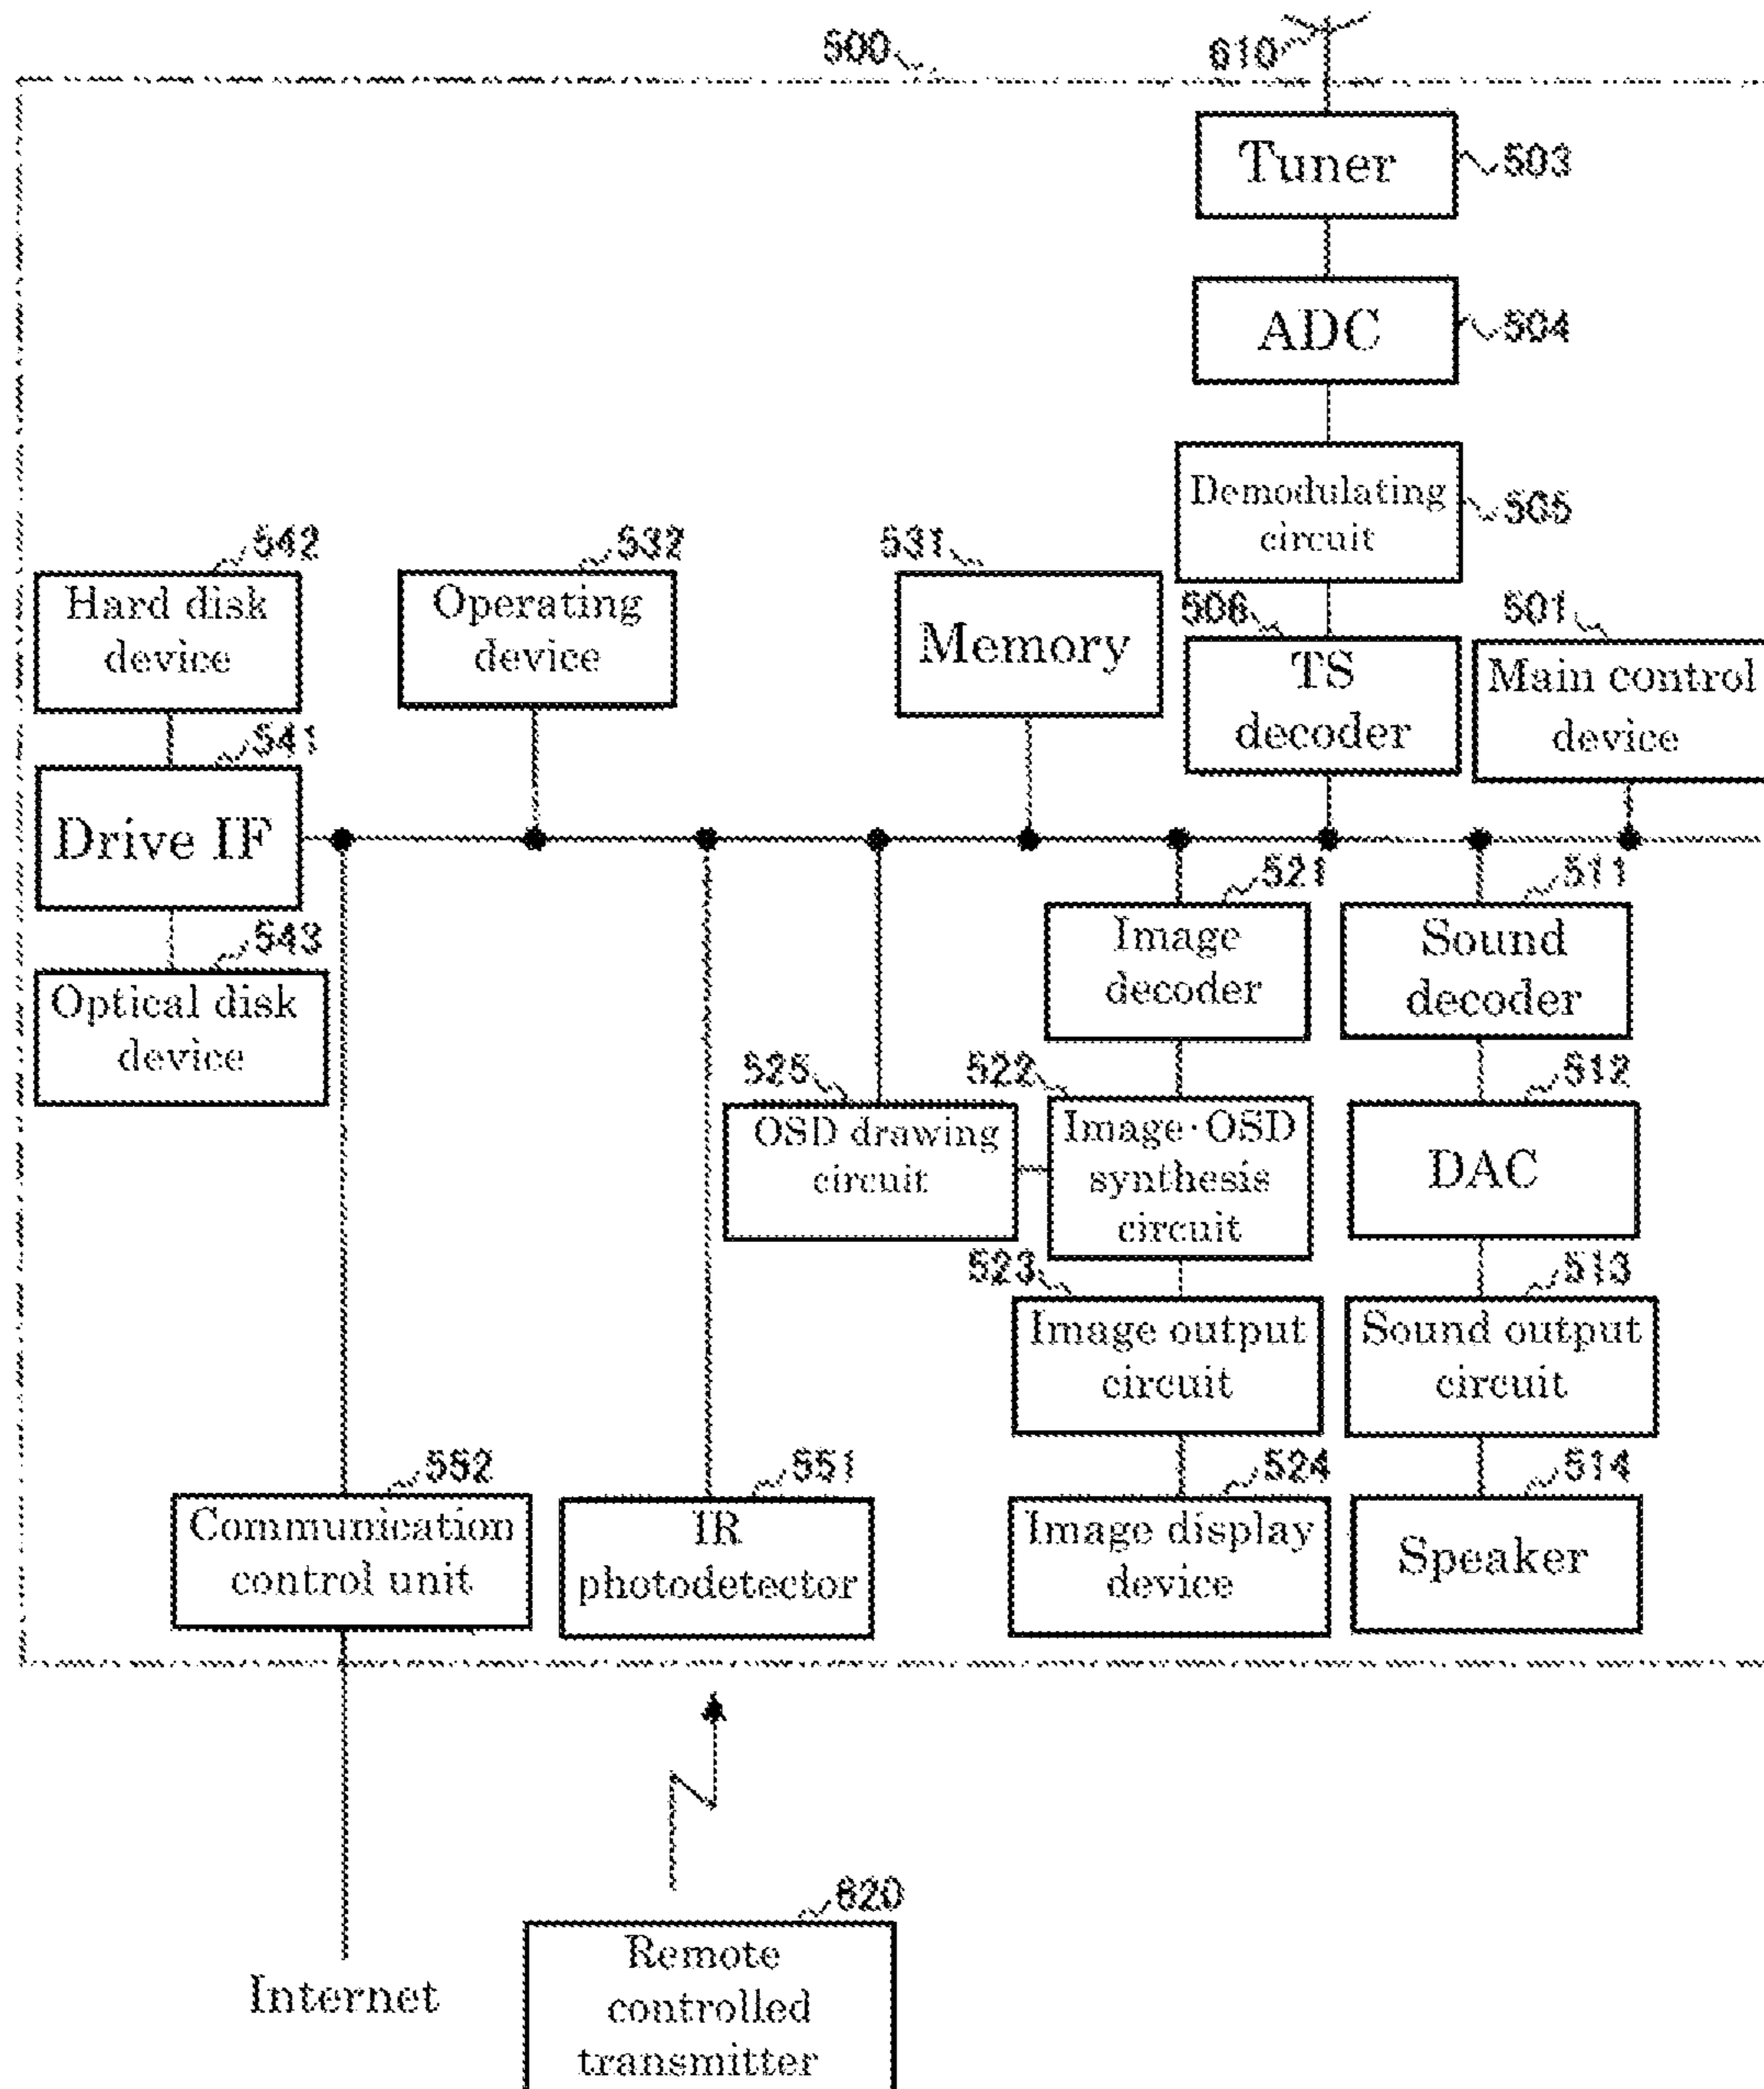 500
610
Tuner
503
ADC
504
Demodulating
circuit
505
542
Hard disk
device
532
Operating
device
531
Memory
506
TS
decoder
501
Main control
device
541
Drive IF
543
Optical disk
device
521
Image
decoder
511
Sound
decoder
525
OSD drawing
circuit
522
Image·OSD
synthesis
circuit
512
DAC
523
Image output
circuit
513
Sound output
circuit
552
Communication
control unit
551
IR
photodetector
524
Image display
device
514
Speaker
Internet
620
Remote
controlled
transmitter